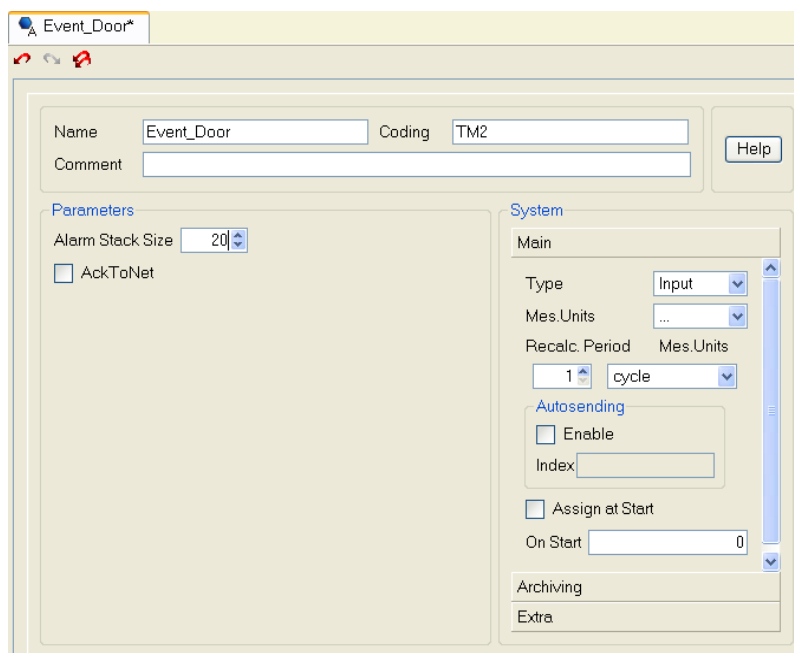 A Event_Door*
Name Event_Door Coding TM2
Comment
Help
Parameters
Alarm Stack Size 20
AckToNet
System
Main
Type Input
Mes.Units ...
Recalc. Period Mes.Units
1 cycle
Autosending
Enable
Index
Assign at Start
On Start 0
Archiving
Extra